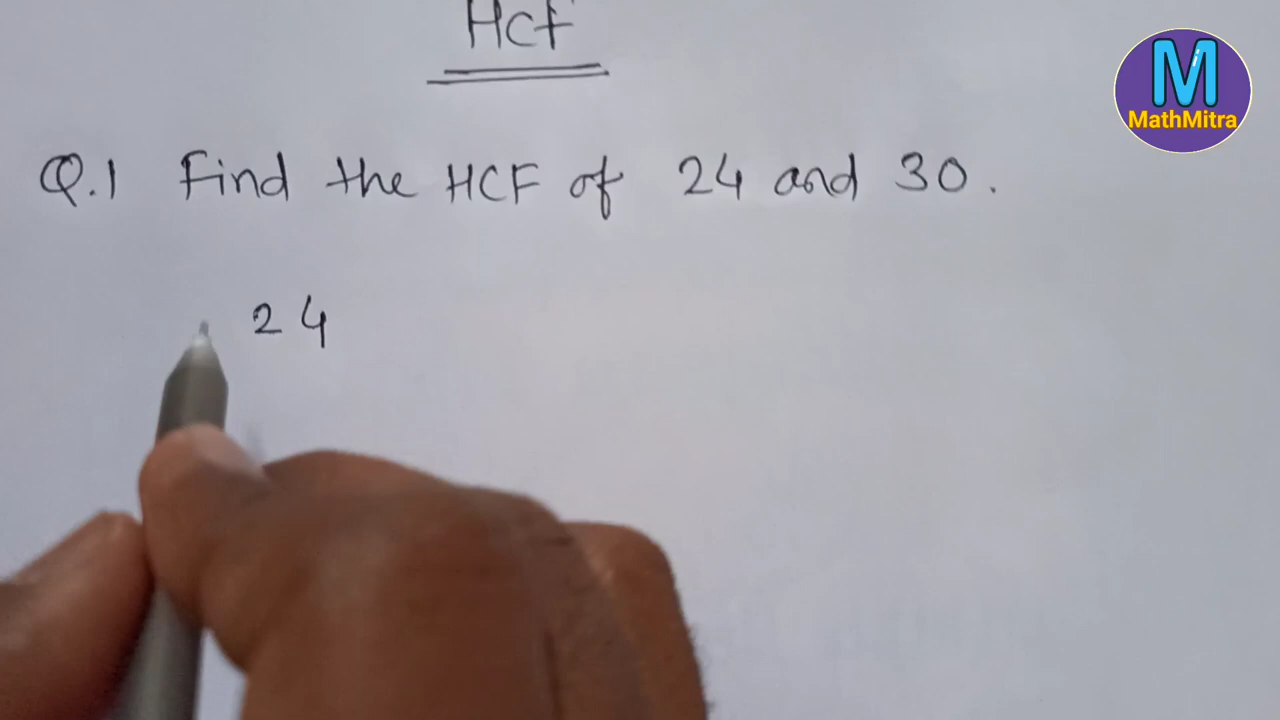 HCF
M
MathMitra
Q.1 Find the HCF of 24 and 30.
24